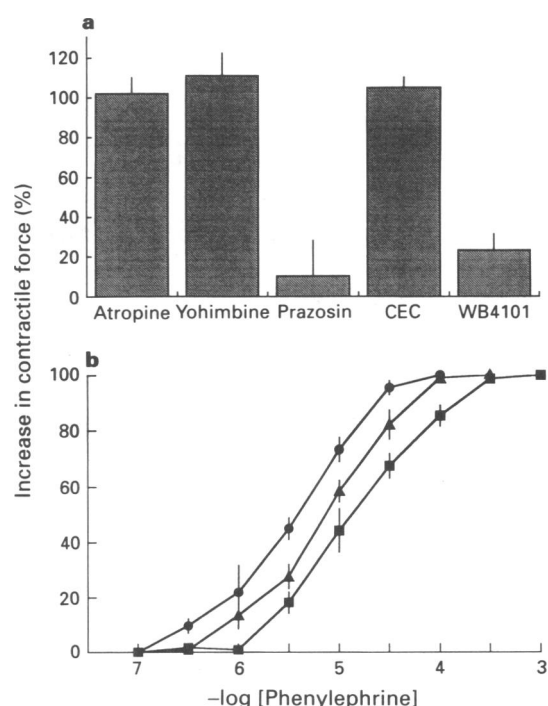 a
Increase in contractile force (%)
120
100
80
60
40
20
0
Atropine Yohimbine Prazosin CEC WB4101
b
100
80
60
40
20
0
7 6 5 4 3
–log [Phenylephrine]